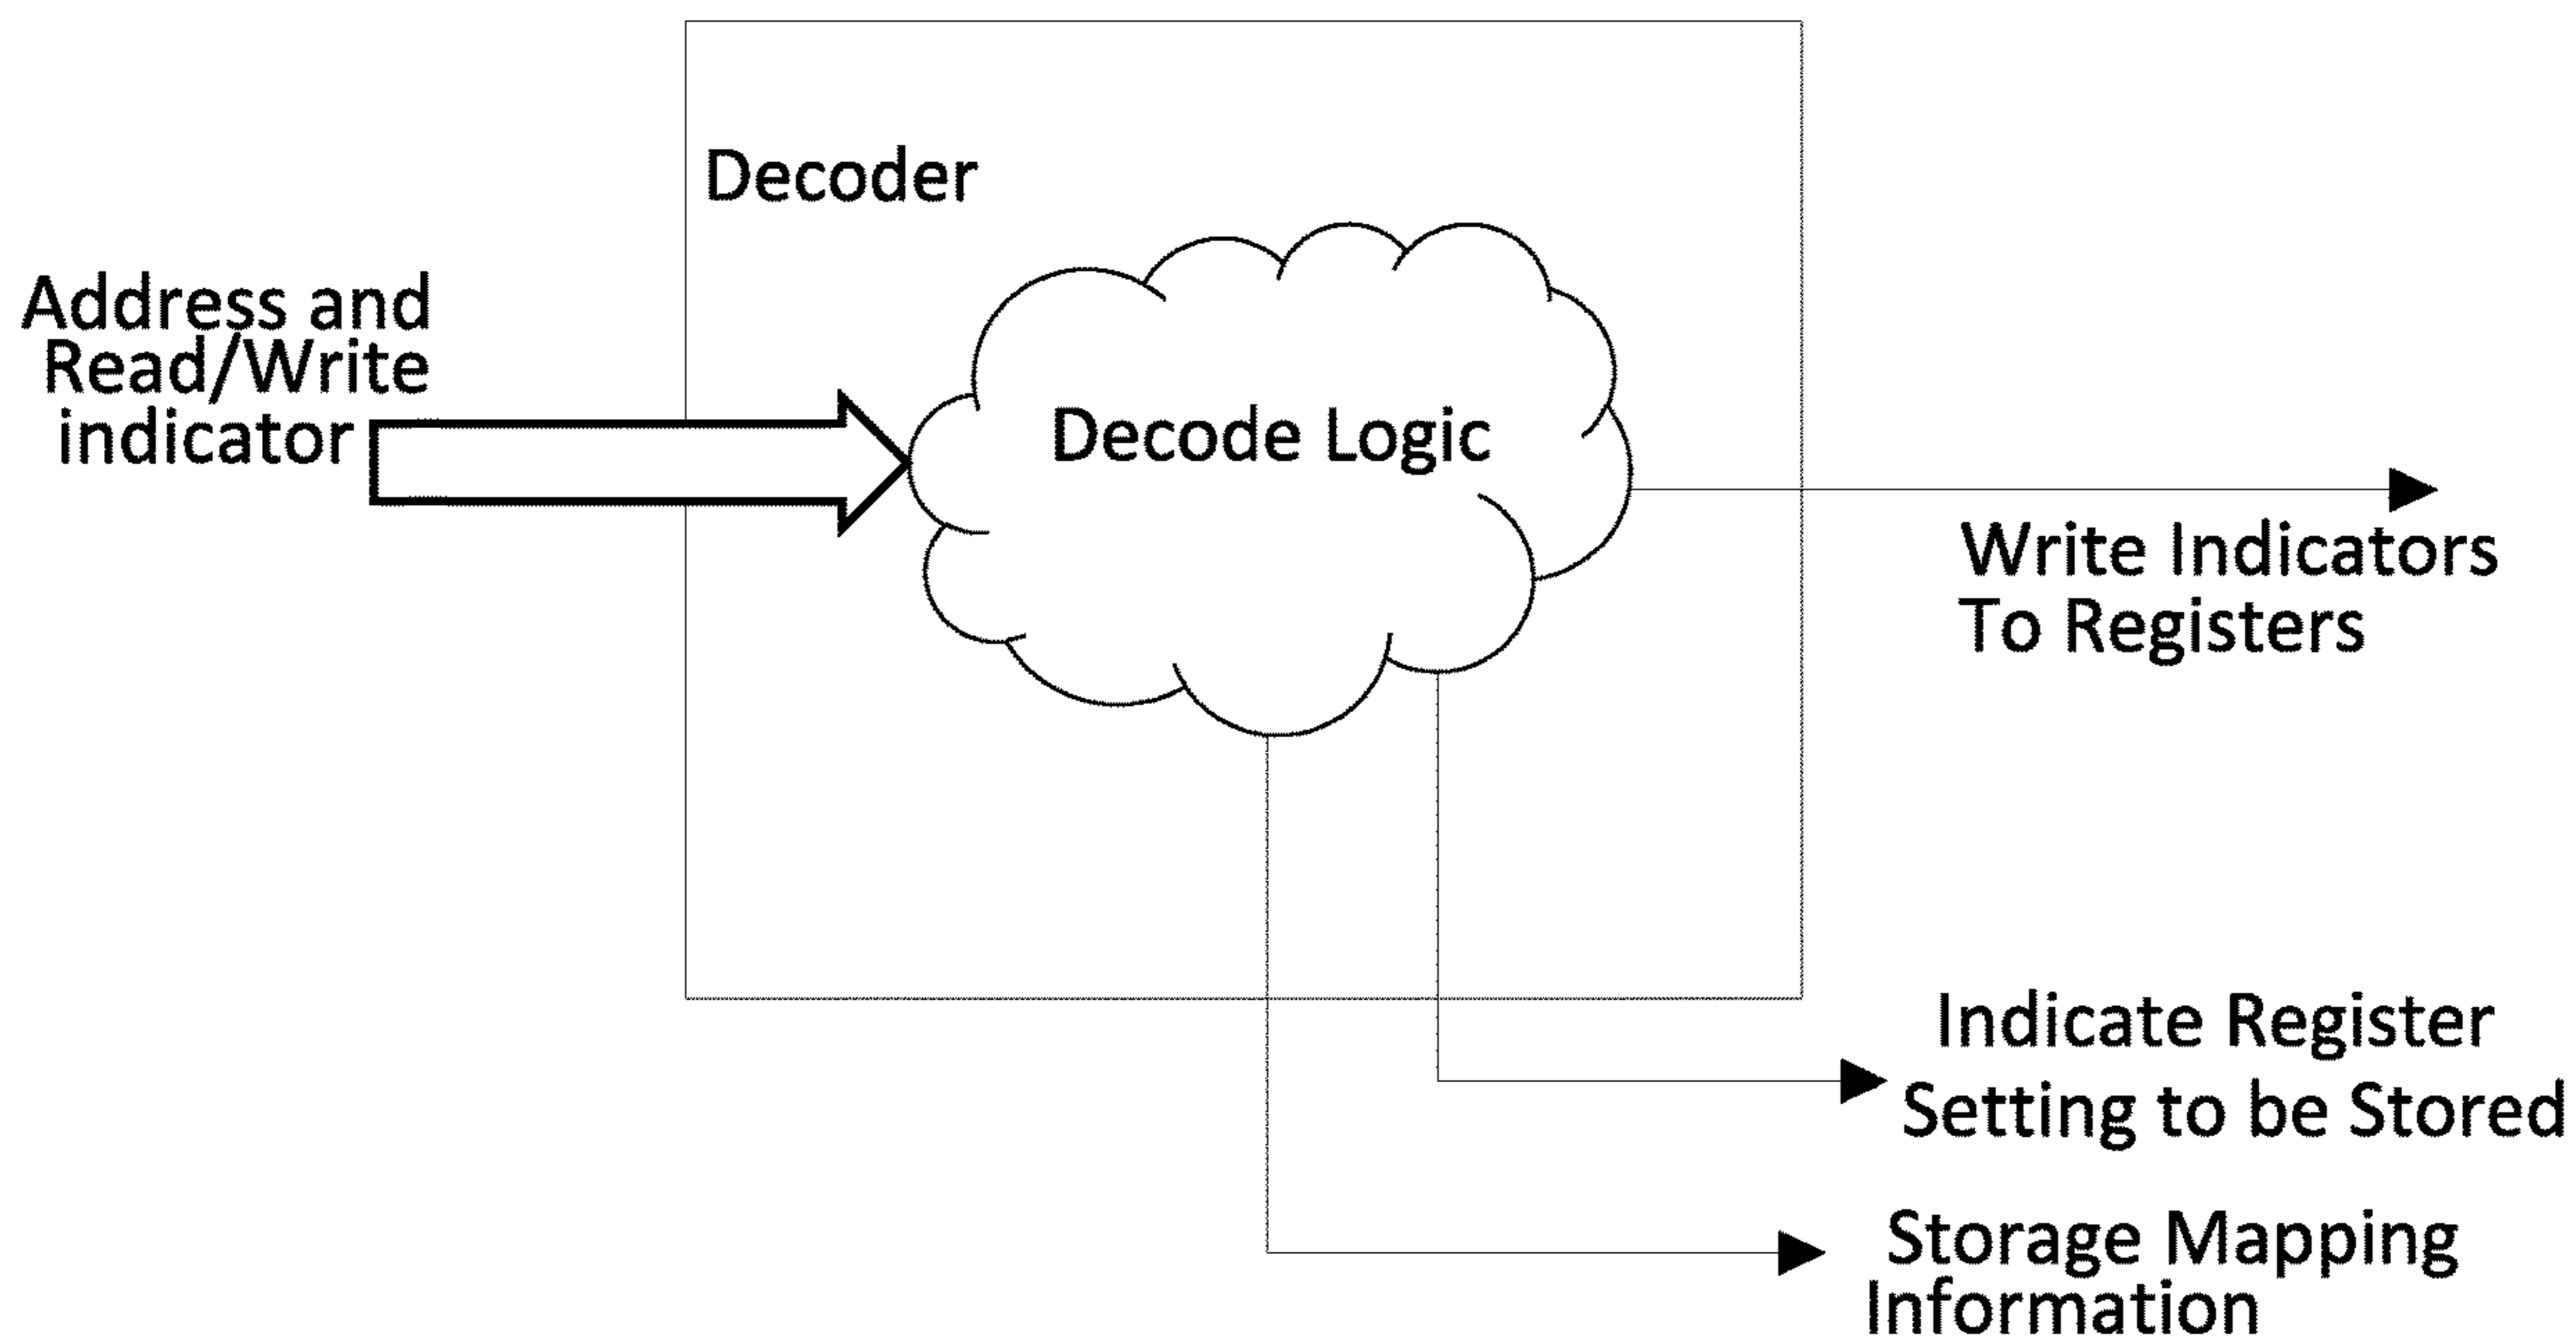 Decoder
Address and
Read/Write
indicator
Decode Logic
Write Indicators
To Registers
Indicate Register
Setting to be Stored
Storage Mapping
Information